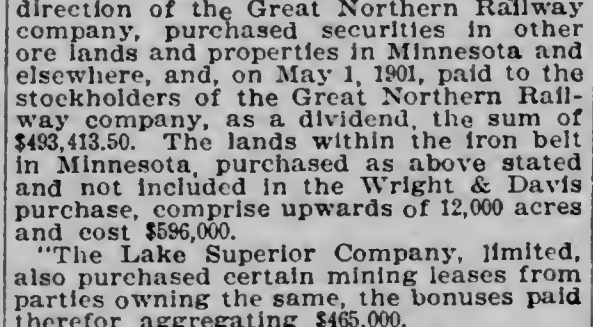 direction of the Great Northern Railway
company, purchased securities in other
ore lands and properties in Minnesota and
elsewhere, and, on May 1, 1901, paid to the
stockholders of the Great Northern Rail-
way company, as a dividend, the sum of
$493,413.50. The lands within the iron belt
in Minnesota, purchased as above stated
and not included in the Wright & Davis
purchase, comprise upwards of 12,000 acres
and cost $596,000.
"The Lake Superior Company, limited,
also purchased certain mining leases from
parties owning the same, the bonuses paid
therefor aggregating $465,000.